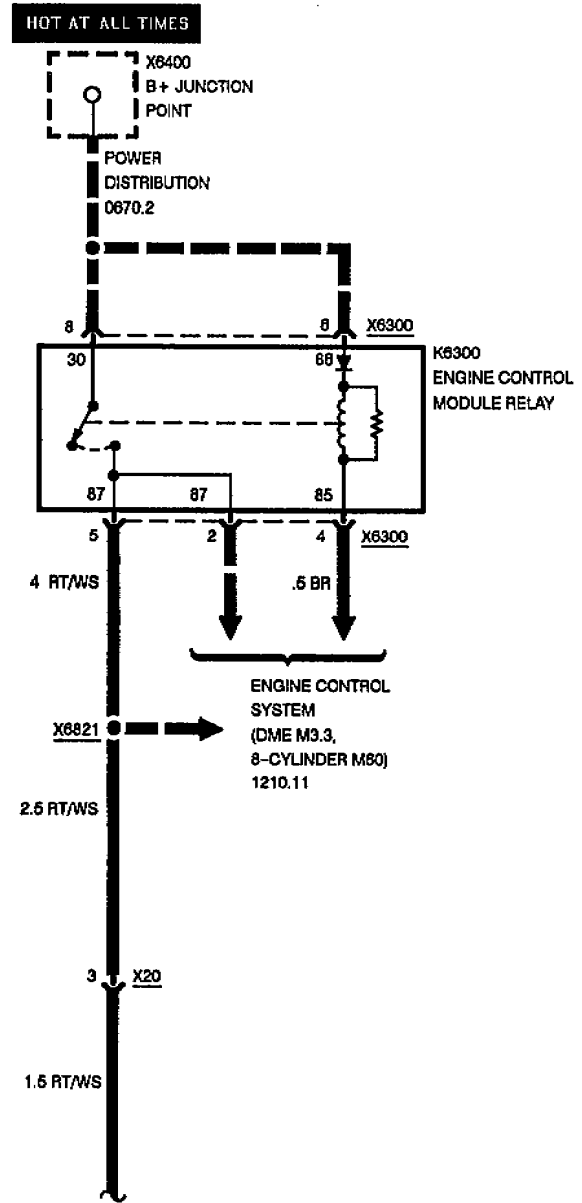 HOT AT ALL TIMES
X6400
B+ JUNCTION
POINT
POWER
DISTRIBUTION
0670.2
8
6
X6300
30
86
K6300
ENGINE CONTROL
MODULE RELAY
87
87
85
5
2
4
X6300
4 RT/WS
.5 BR
ENGINE CONTROL
SYSTEM
(DME M3.3,
8-CYLINDER M60)
1210.11
X6821
2.5 RT/WS
3
X20
1.5 RT/WS